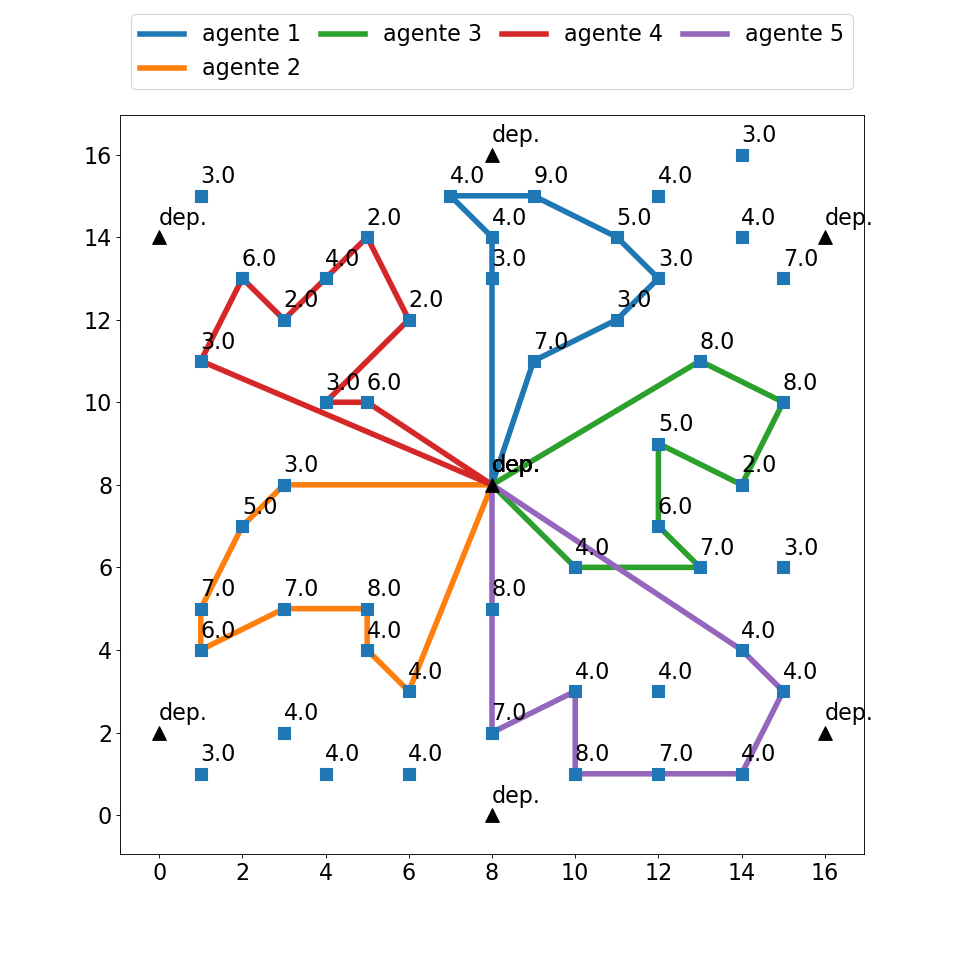 agente 1 agente 3 agente 4 agente 5
agente 2
3.0
16 dep.
3.0 4.0 9.0 4.0
dep. 2.0 4.0 5.0 4.0 dep.
14
6.0 4.0 3.0 3.0 7.0
2.0 2.0 3.0
12
3.0 7.0 8.0
3.0 6.0 8.0
10
5.0
3.0 dep. 2.0
8
5.0 6.0
4.0 7.0 3.0
6
7.0 7.0 8.0 8.0
6.0 4.0 4.0
4
4.0 4.0 4.0 4.0
dep. 4.0 7.0 dep.
2
3.0 4.0 4.0 8.0 7.0 4.0
dep.
0
0 2 4 6 8 10 12 14 16